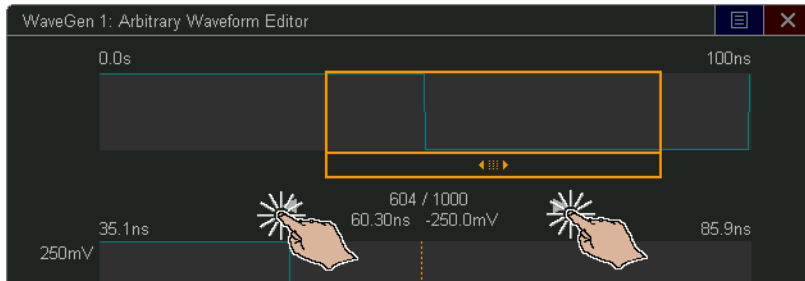 WaveGen 1: Arbitrary Waveform Editor
0.0s 100ns
604 / 1000
35.1ns 60.30ns -250.0mV 85.9ns
250mV